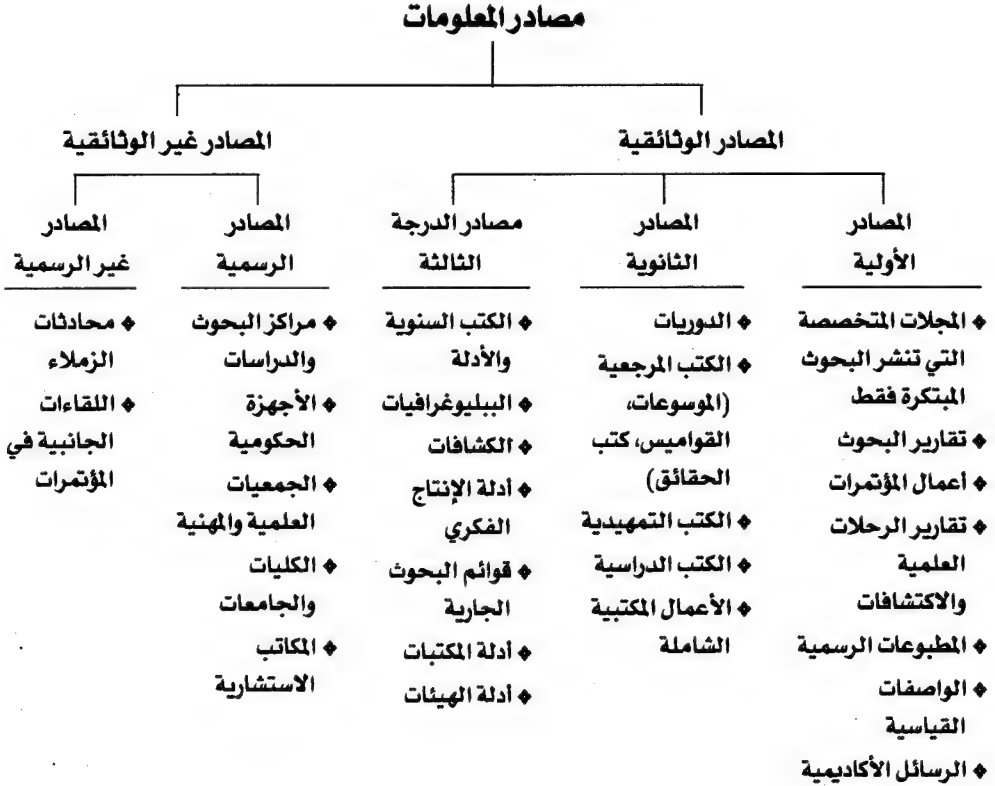 مصادر المعلومات
المصادر الوثائقية
المصادر غير الوثائقية
المصادر
الأولية
❖ المجلات المتخصصة
التي تنشر البحوث
المبتكرة فقط
❖ تقارير البحوث
❖ أعمال المؤتمرات
❖ تقارير الرحلات
العلمية
والاكتشافات
❖ المطبوعات الرسمية
❖ الواصفات
القياسية
❖ الرسائل الأكاديمية
المصادر
الثانوية
❖ الدوريات
❖ الكتب المرجعية
(الموسوعات،
القواميس، كتب
الحقائق)
❖ الكتب التمهيدية
❖ الكتب الدراسية
❖ الأعمال المكتبية
الشاملة
مصادر الدرجة
الثالثة
❖ الكتب السنوية
والأدلة
❖ الببليوغرافيات
❖ الكشافات
❖ أدلة الإنتاج
الفكري
❖ قوائم البحوث
الجارية
❖ أدلة المكتبات
❖ أدلة الهيئات
المصادر
الرسمية
❖ مراكز البحوث
والدراسات
❖ الأجهزة
الحكومية
❖ الجمعيات
العلمية والمهنية
❖ الكليات
والجامعات
❖ المكاتب
الاستشارية
المصادر
غير الرسمية
❖ محادثات
الزملاء
❖ اللقاءات
الجانبية في
المؤتمرات